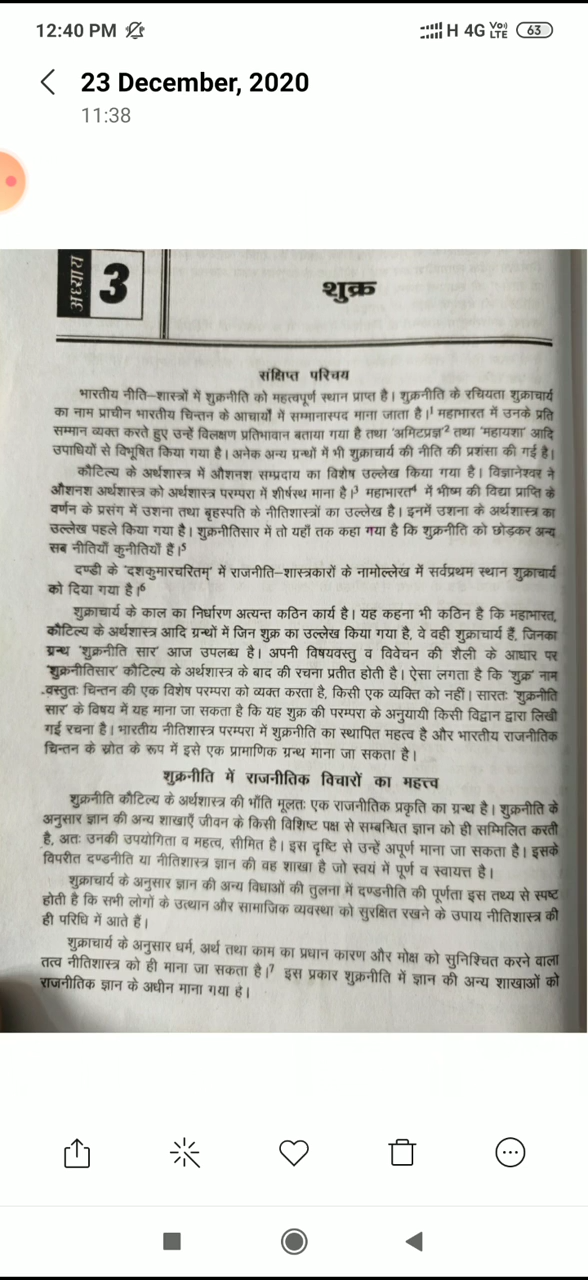 12:40 PM
H 4G Vo) LTE 63
23 December, 2020
11:38
अध्याय 3
शुक्र
संक्षिप्त परिचय
भारतीय नीति-शास्त्रों में शुक्रनीति को महत्वपूर्ण स्थान प्राप्त है। शुक्रनीति के रचियता शुक्राचार्य
का नाम प्राचीन भारतीय चिन्तन के आचार्यो में सम्मानास्पद माना जाता है।1 महाभारत में उनके प्रति
सम्मान व्यक्त करते हुए उन्हें विलक्षण प्रतिभावान बताया गया है तथा 'अमिटप्रज्ञ'2 तथा 'महायशा' आदि
उपाधियों से विभूषित किया गया है। अनेक अन्य ग्रन्थों में भी शुक्राचार्य की नीति की प्रशंसा की गई है।
कौटिल्य के अर्थशास्त्र में औशनश सम्प्रदाय का विशेष उल्लेख किया गया है। विज्ञानेश्वर ने
औशनश अर्थशास्त्र को अर्थशास्त्र परम्परा में शीर्षस्थ माना है।3 महाभारत4 में भीष्म की विद्या प्राप्ति के
वर्णन के प्रसंग में उशना तथा बृहस्पति के नीतिशास्त्रों का उल्लेख है। इनमें उशना के अर्थशास्त्र का
उल्लेख पहले किया गया है। शुक्रनीतिसार में तो यहाँ तक कहा गया है कि शुक्रनीति को छोड़कर अन्य
सब नीतियाँ कुनीतियाँ हैं।5
दण्डी के 'दशकुमारचरितम्' में राजनीति-शास्त्रकारों के नामोल्लेख में सर्वप्रथम स्थान शुक्राचार्य
को दिया गया है।6
शुक्राचार्य के काल का निर्धारण अत्यन्त कठिन कार्य है। यह कहना भी कठिन है कि महाभारत,
कौटिल्य के अर्थशास्त्र आदि ग्रन्थों में जिन शुक्र का उल्लेख किया गया है, वे वही शुक्राचार्य हैं, जिनका
ग्रन्थ 'शुक्रनीति सार' आज उपलब्ध है। अपनी विषयवस्तु व विवेचन की शैली के आधार पर
'शुक्रनीतिसार' कौटिल्य के अर्थशास्त्र के बाद की रचना प्रतीत होती है। ऐसा लगता है कि 'शुक्र' नाम
वस्तुतः चिन्तन की एक विशेष परम्परा को व्यक्त करता है, किसी एक व्यक्ति को नहीं। सारतः 'शुक्रनीति
सार' के विषय में यह माना जा सकता है कि यह शुक्र की परम्परा के अनुयायी किसी विद्वान द्वारा लिखी
गई रचना है। भारतीय नीतिशास्त्र परम्परा में शुक्रनीति का स्थापित महत्व है और भारतीय राजनीतिक
चिन्तन के स्रोत के रूप में इसे एक प्रामाणिक ग्रन्थ माना जा सकता है।
शुक्रनीति में राजनीतिक विचारों का महत्त्व
शुक्रनीति कौटिल्य के अर्थशास्त्र की भाँति मूलतः एक राजनीतिक प्रकृति का ग्रन्थ है। शुक्रनीति के
अनुसार ज्ञान की अन्य शाखाएँ जीवन के किसी विशिष्ट पक्ष से सम्बन्धित ज्ञान को ही सम्मिलित करती
है, अतः उनकी उपयोगिता व महत्व, सीमित है। इस दृष्टि से उन्हें अपूर्ण माना जा सकता है। इसके
विपरीत दण्डनीति या नीतिशास्त्र ज्ञान की वह शाखा है जो स्वयं में पूर्ण व स्वायत्त है।
शुक्राचार्य के अनुसार ज्ञान की अन्य विधाओं की तुलना में दण्डनीति की पूर्णता इस तथ्य से स्पष्ट
होती है कि सभी लोगों के उत्थान और सामाजिक व्यवस्था को सुरक्षित रखने के उपाय नीतिशास्त्र की
ही परिधि में आते हैं।
शुक्राचार्य के अनुसार धर्म, अर्थ तथा काम का प्रधान कारण और मोक्ष को सुनिश्चित करने वाला
तत्व नीतिशास्त्र को ही माना जा सकता है।7 इस प्रकार शुक्रनीति में ज्ञान की अन्य शाखाओं को
राजनीतिक ज्ञान के अधीन माना गया है।